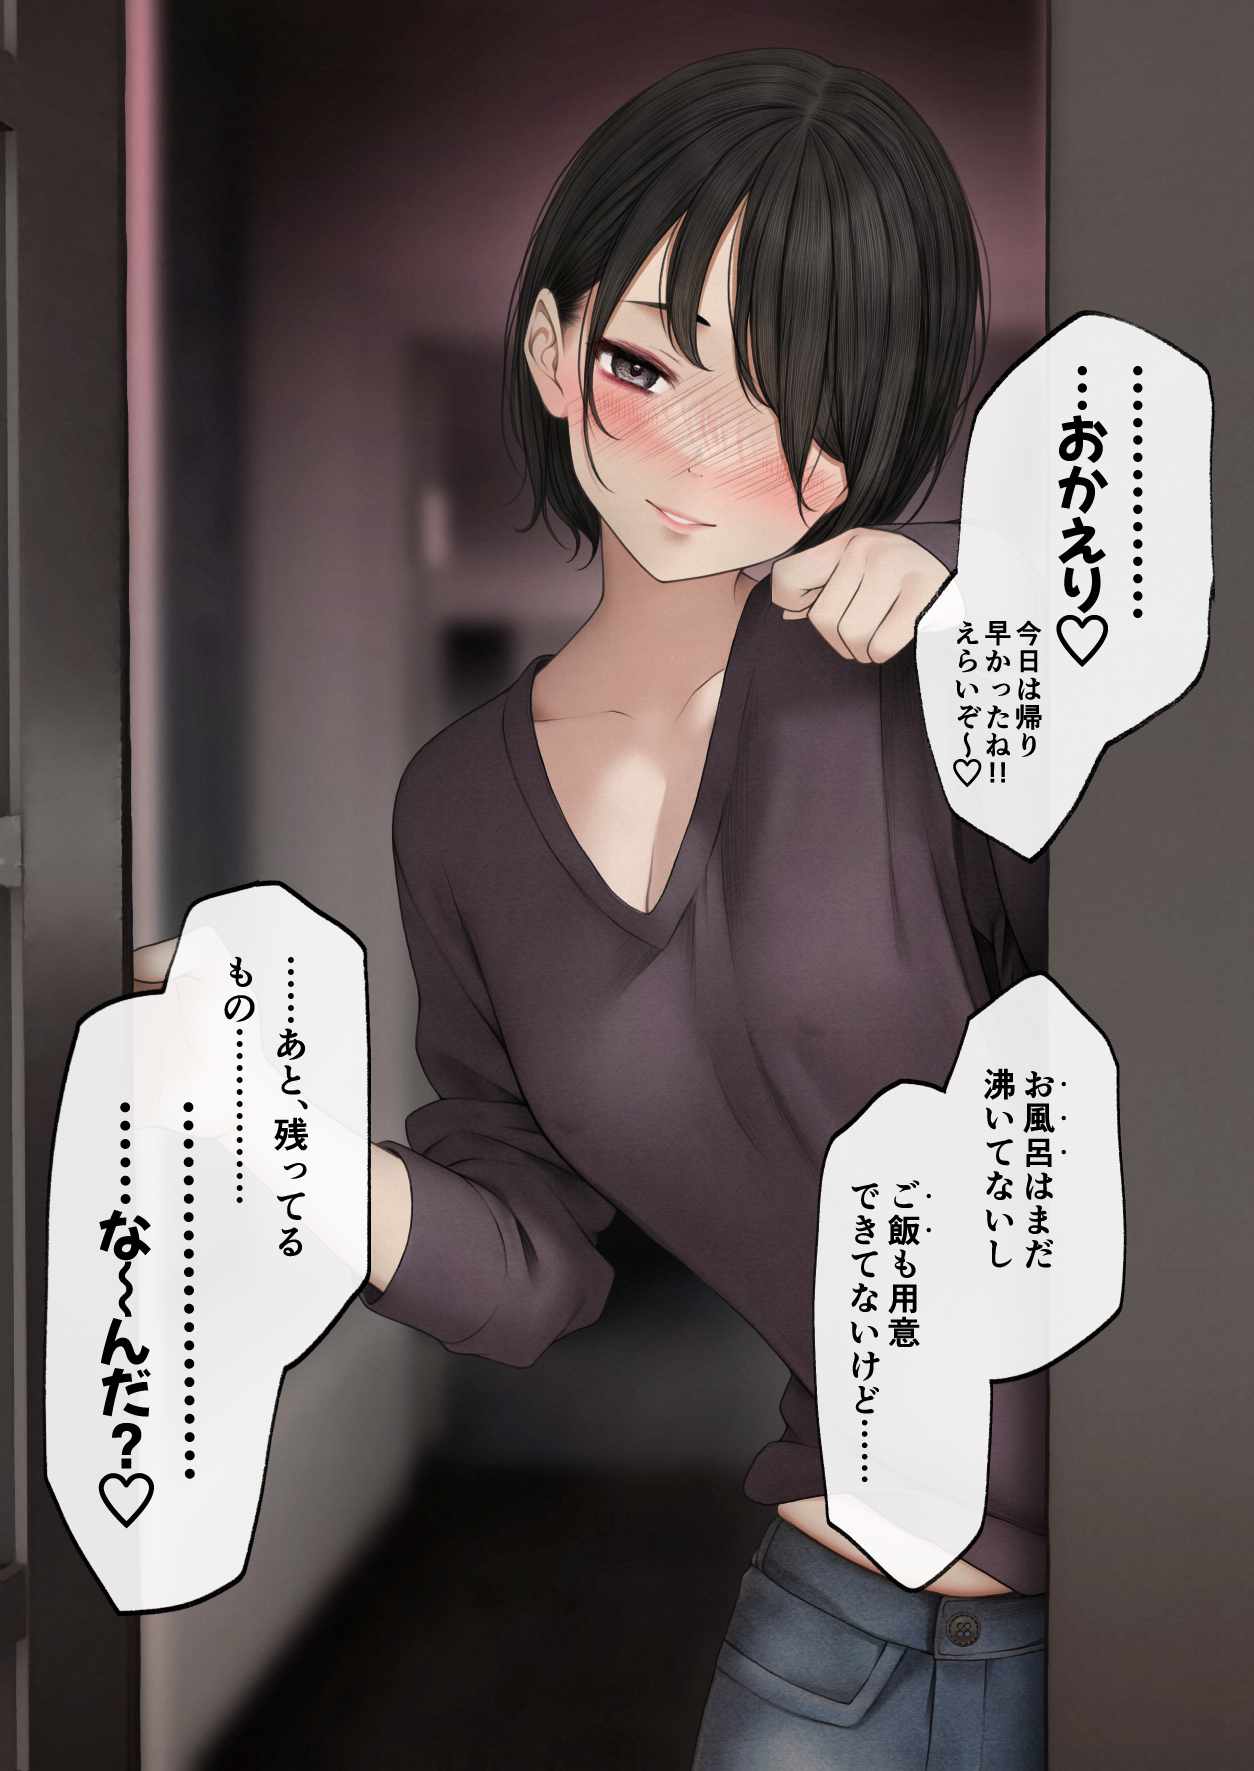 ………………
…おかえり♡
今日は帰り
早かったね!!
えらいぞ～♡
お風呂はまだ
沸いてないし
ご飯も用意
できてないけど……
……あと、残ってる
もの……………
………………………
……な～んだ?♡